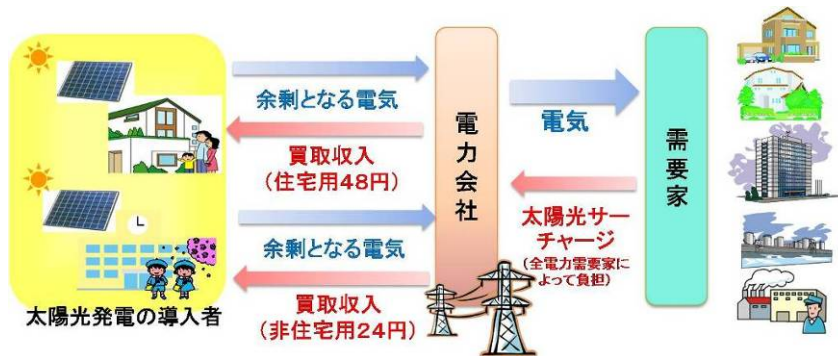 余剰となる電気
買取収入
(住宅用48円)
余剰となる電気
買取収入
(非住宅用24円)
太陽光発電の導入者
電力会社
電気
太陽光サー
チャージ
(全電力需要家に
よって負担)
需要家